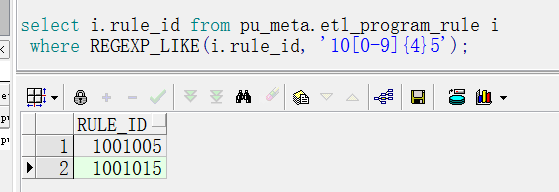 select i.rule_id from pu_meta.etl_program_rule i
where REGEXP_LIKE(i.rule_id, '10[0-9]{4}5');
RULE_ID
1 1001005
2 1001015